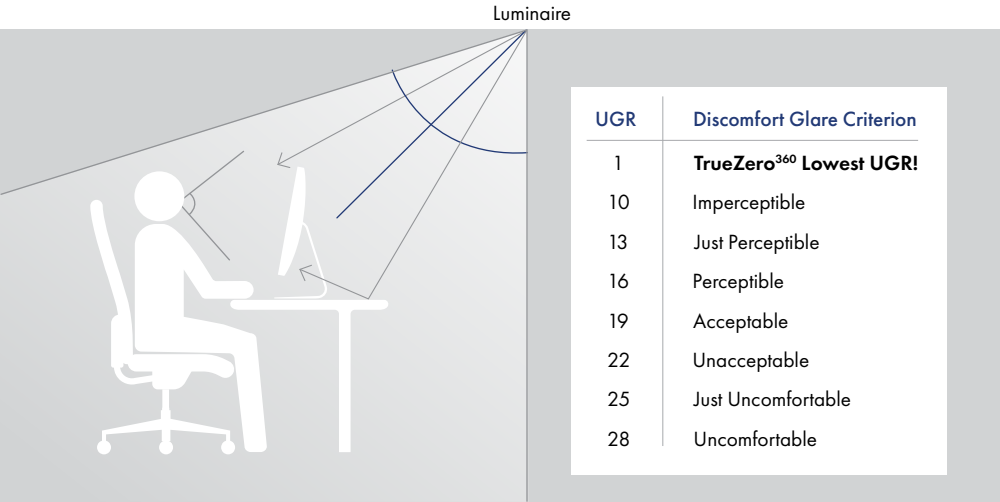 Luminaire
UGR Discomfort Glare Criterion
1 TrueZero³⁶⁰ Lowest UGR!
10 Imperceptible
13 Just Perceptible
16 Perceptible
19 Acceptable
22 Unacceptable
25 Just Uncomfortable
28 Uncomfortable